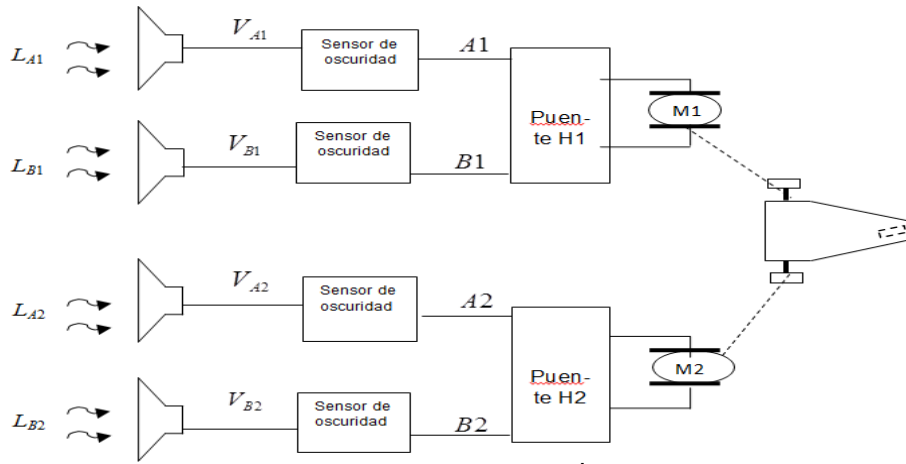 L_A1
V_A1
Sensor de
oscuridad
A1
Puen-
te H1
M1
L_B1
V_B1
Sensor de
oscuridad
B1
L_A2
V_A2
Sensor de
oscuridad
A2
Puen-
te H2
M2
L_B2
V_B2
Sensor de
oscuridad
B2